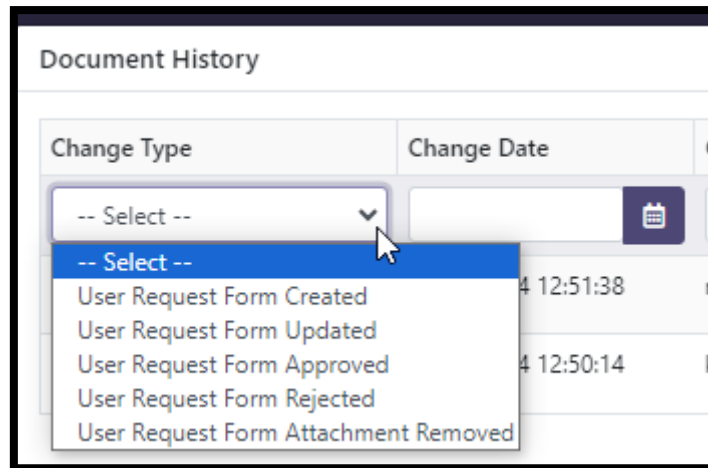 Document History
Change Type Change Date
-- Select --
-- Select --
User Request Form Created
4 12:51:38
User Request Form Updated
User Request Form Approved
4 12:50:14
User Request Form Rejected
User Request Form Attachment Removed